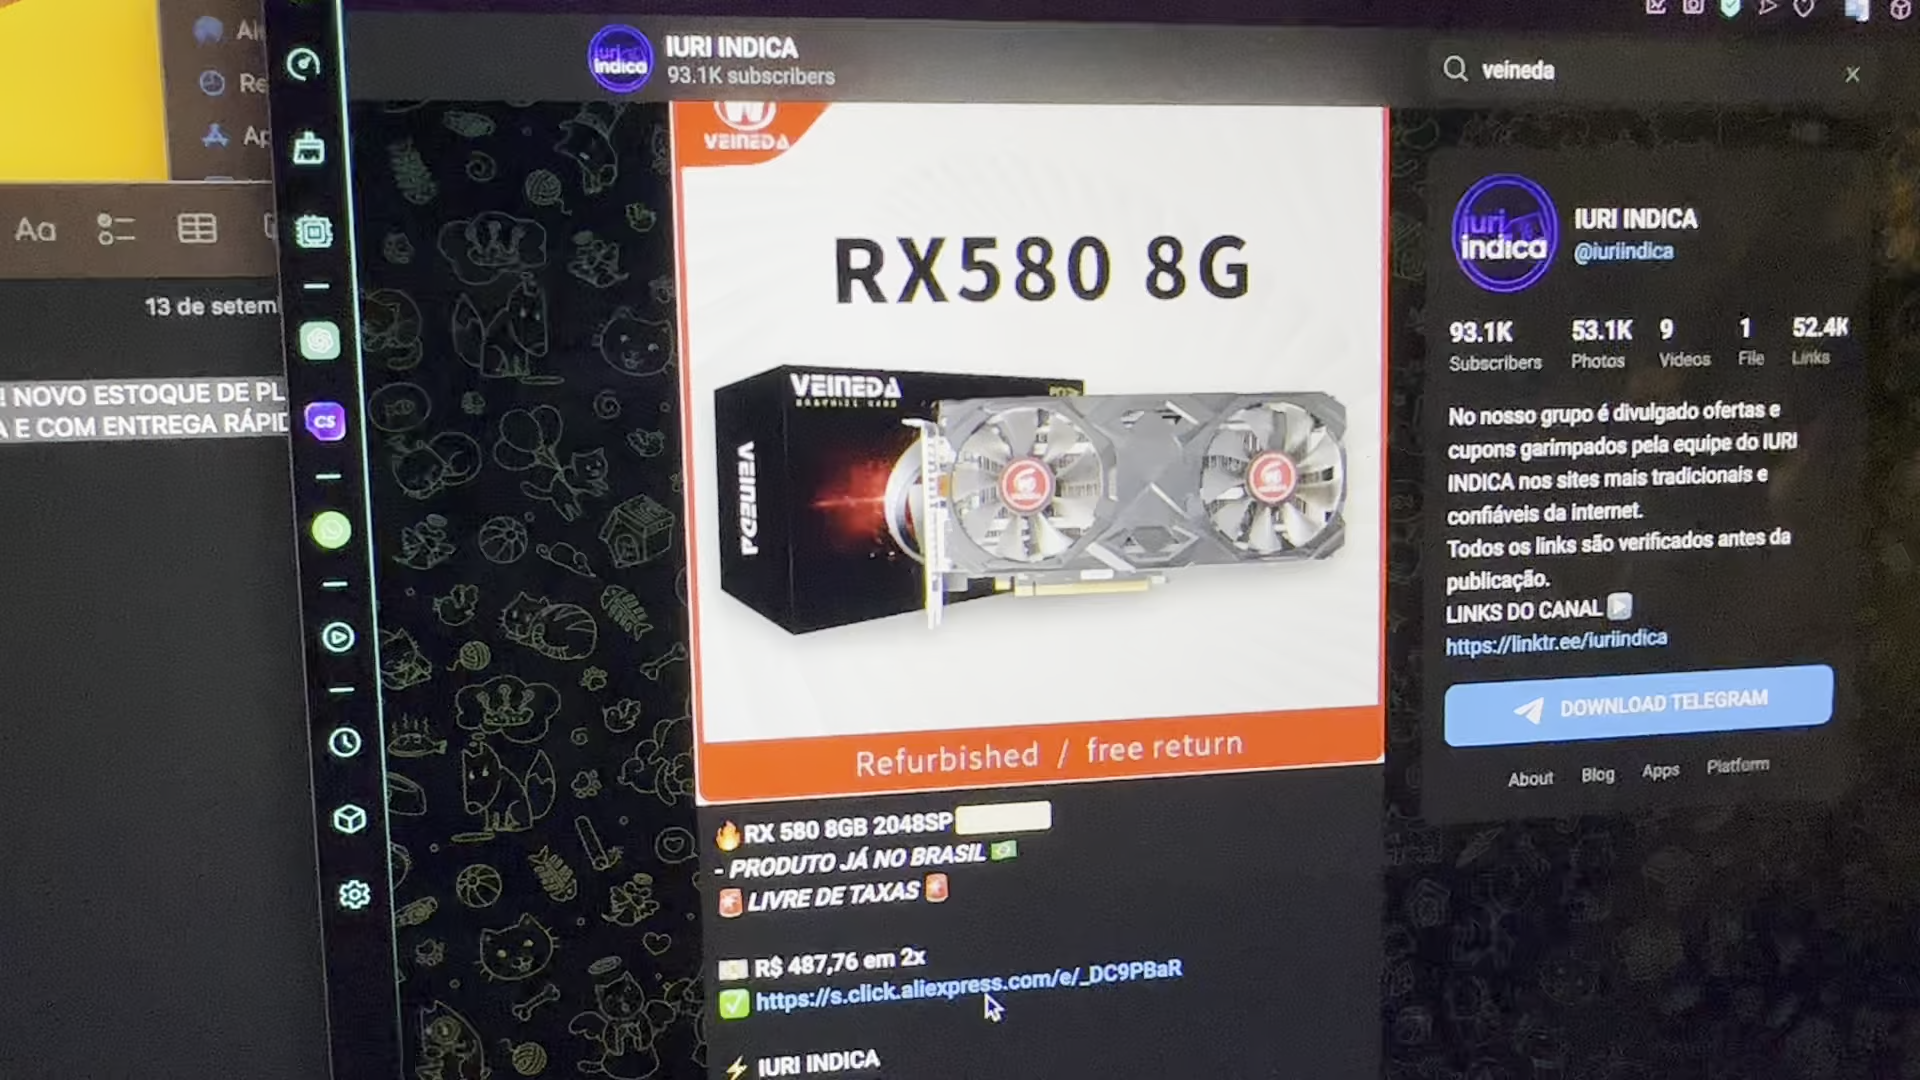 IURI INDICA
93.1K subscribers
veineda
VEINEDA
RX580 8G
VEINEDA
VEINEDA
Refurbished / free return
RX 580 8GB 2048SP
- PRODUTO JÁ NO BRASIL
LIVRE DE TAXAS
R$ 487,76 em 2x
https://s.click.aliexpress.com/e/_DC9PBaR
IURI INDICA
iuri indica
IURI INDICA
@iuriindica
93.1K 53.1K 9 1 52.4K
Subscribers Photos Videos File Links
No nosso grupo é divulgado ofertas e
cupons garimpados pela equipe do IURI
INDICA nos sites mais tradicionais e
confiáveis da internet.
Todos os links são verificados antes da
publicação.
LINKS DO CANAL
https://linktr.ee/iuriindica
DOWNLOAD TELEGRAM
About Blog Apps Platform
Aa
13 de setem
! NOVO ESTOQUE DE PL
A E COM ENTREGA RÁPID
CS